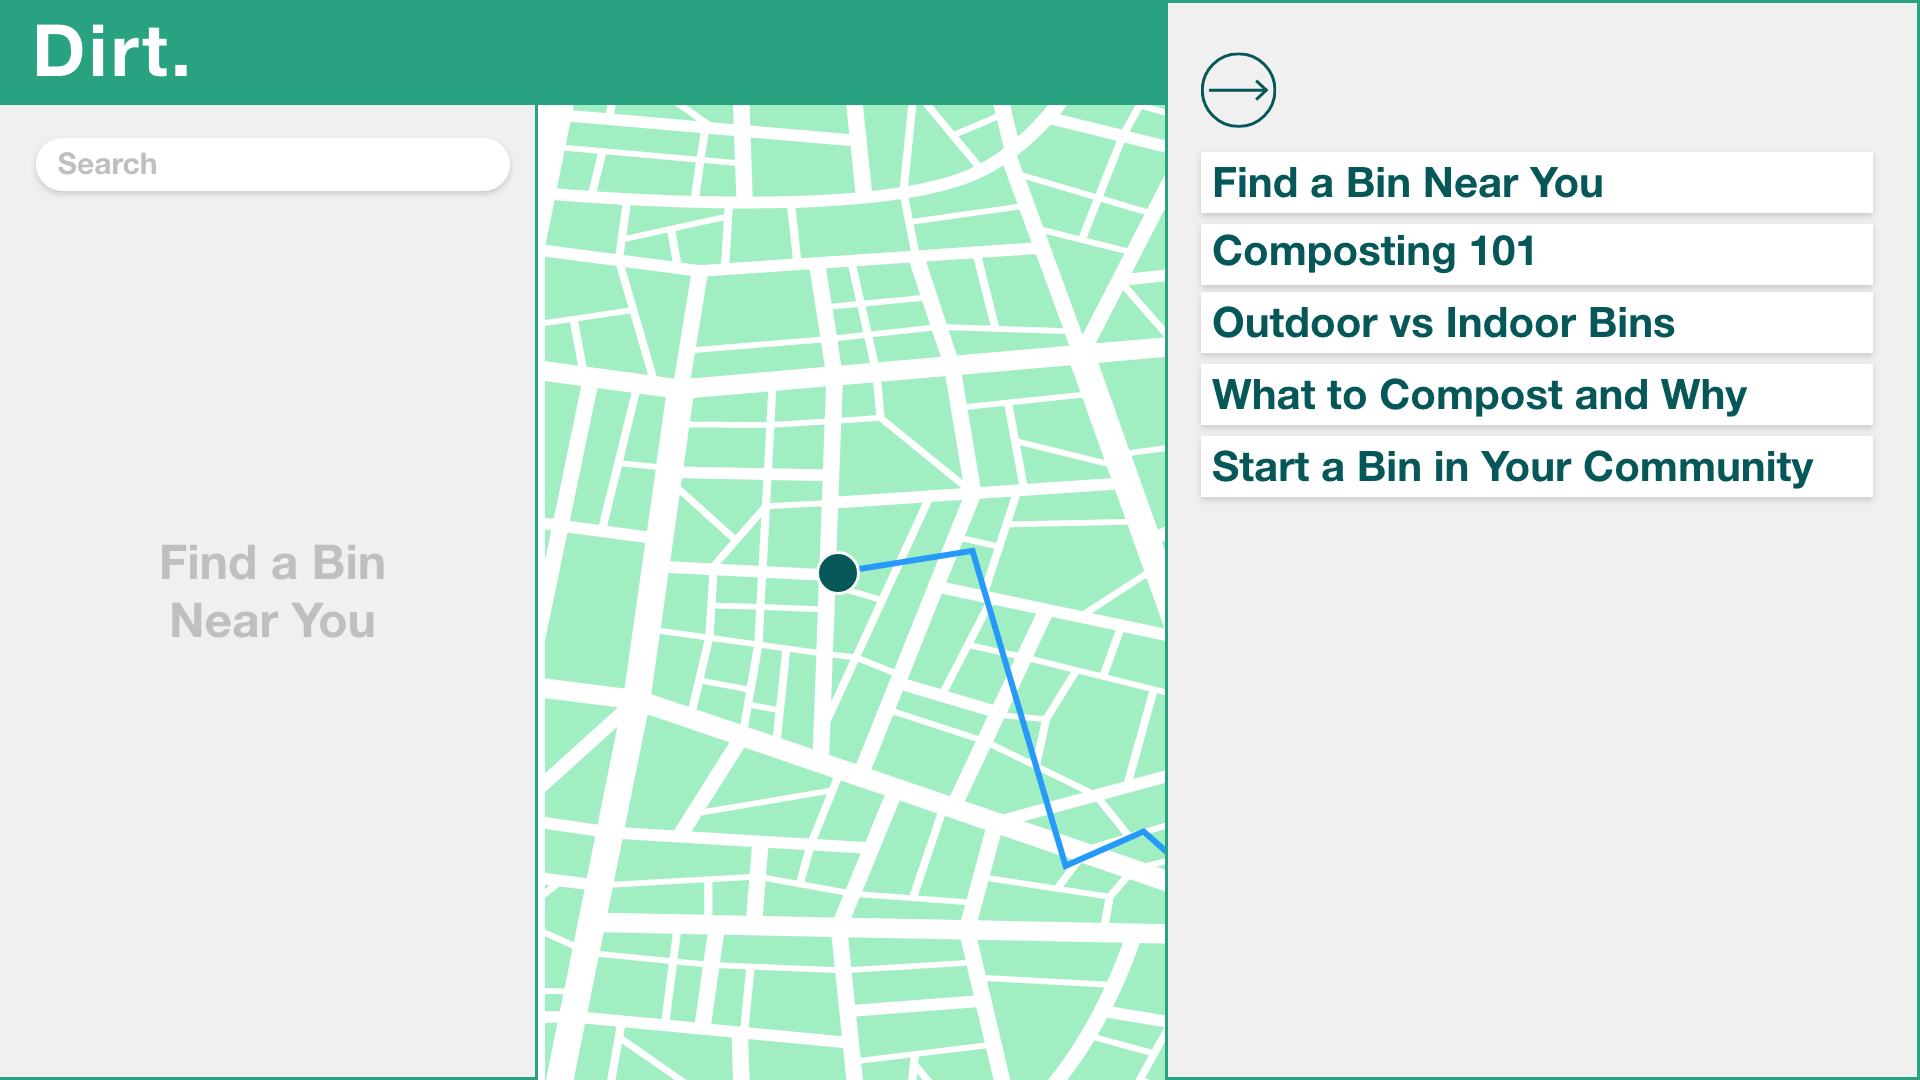 Dirt.
Search
Find a Bin
Near You
Find a Bin Near You
Composting 101
Outdoor vs Indoor Bins
What to Compost and Why
Start a Bin in Your Community